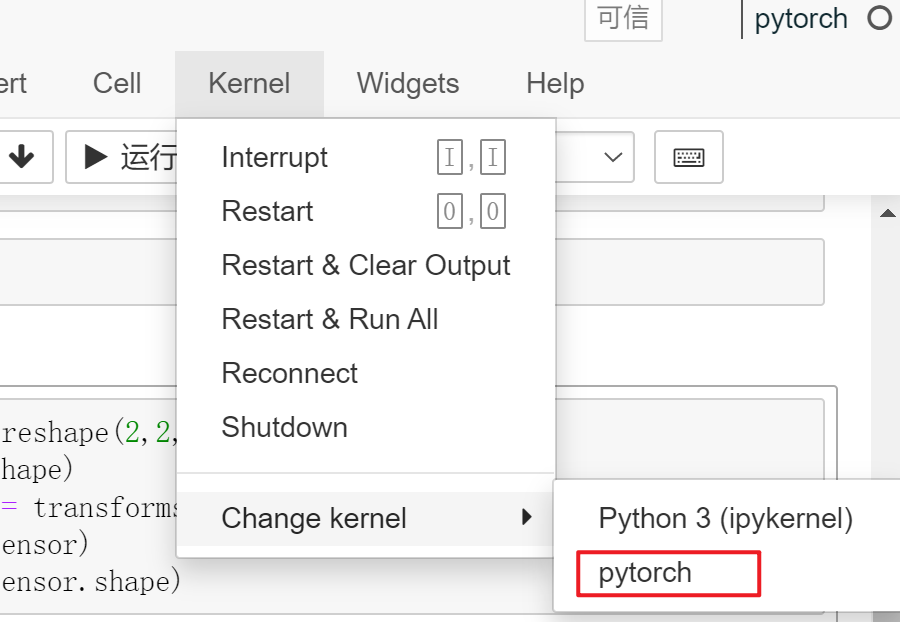 可信
pytorch
ert Cell Kernel Widgets Help
运行
Interrupt I,I
Restart 0,0
Restart & Clear Output
Restart & Run All
Reconnect
Shutdown
reshape(2,2,
hape)
= transforms
ensor)
ensor.shape)
Change kernel
Python 3 (ipykernel)
pytorch